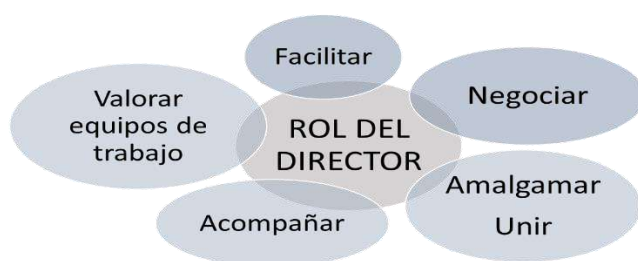 Facilitar
Valorar
equipos de
trabajo
Negociar
ROL DEL
DIRECTOR
Amalgamar
Unir
Acompañar